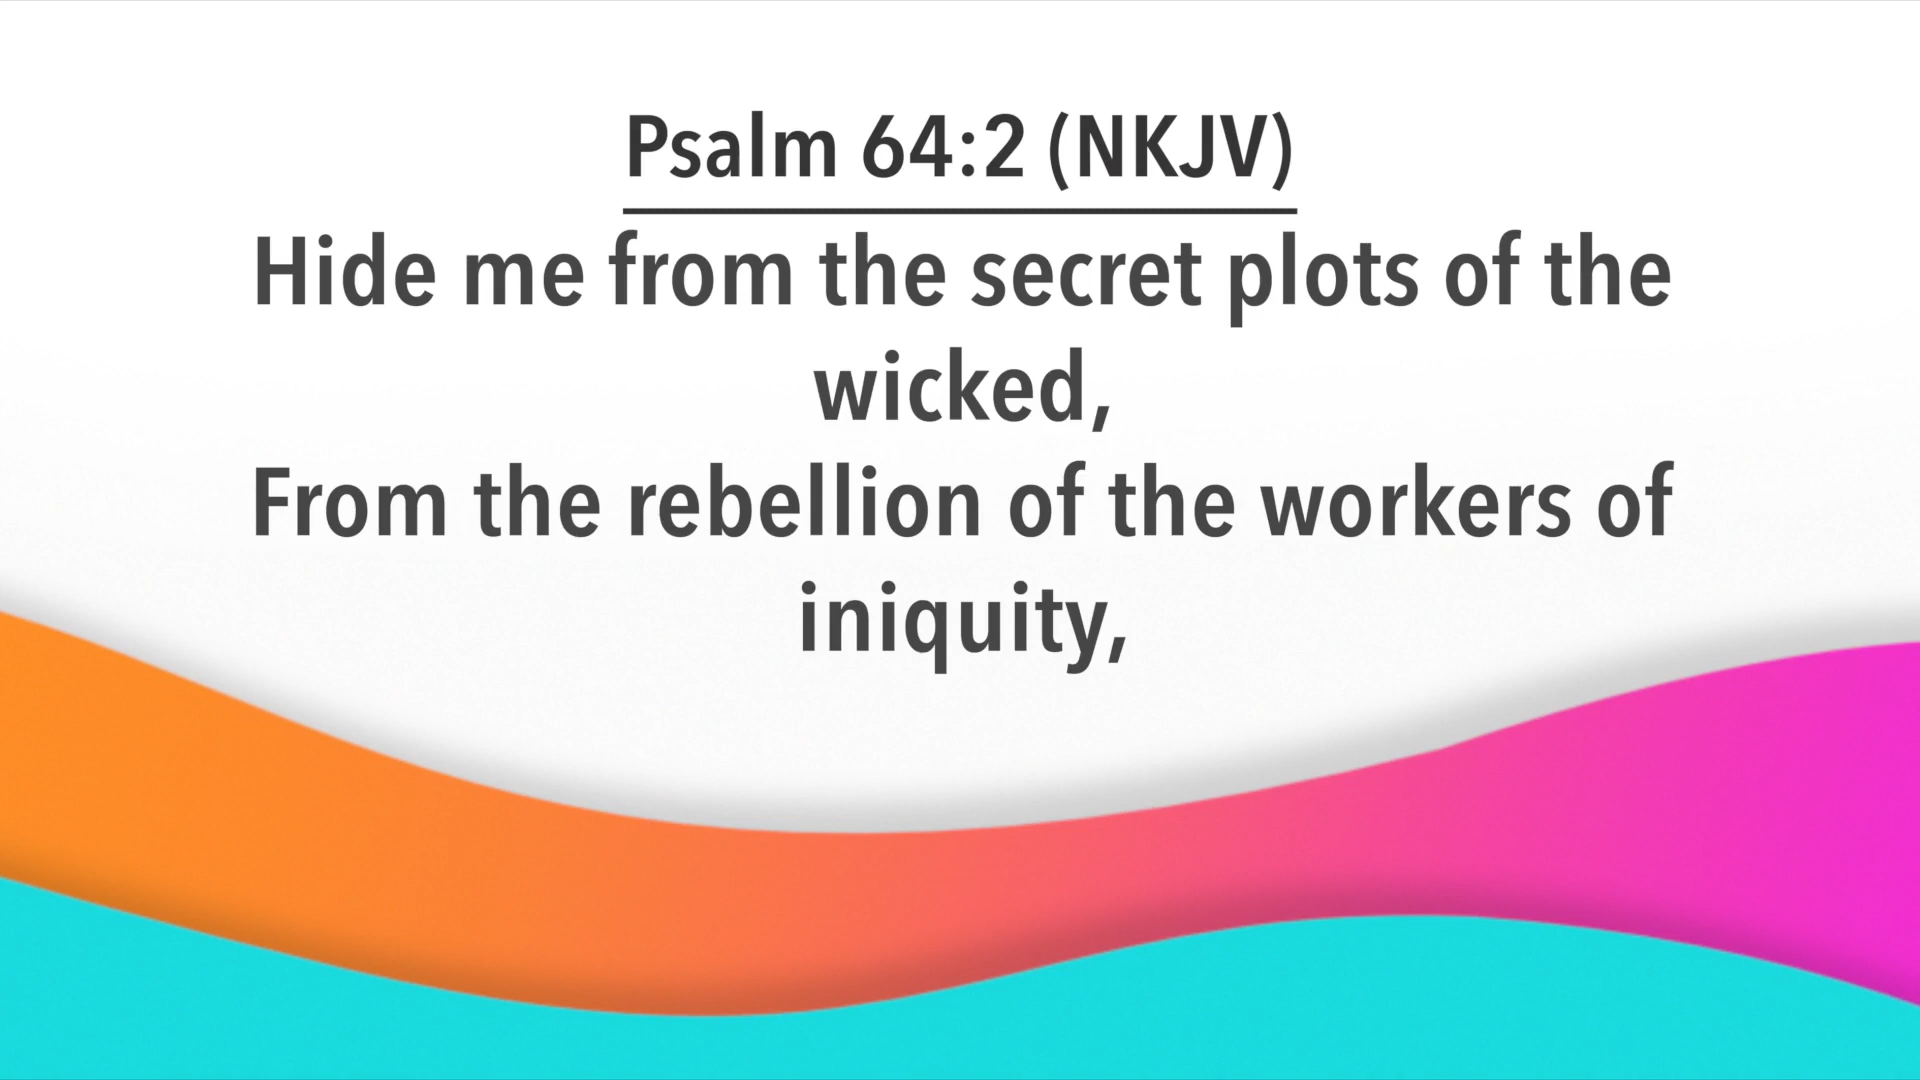 Psalm 64:2 (NKJV)
Hide me from the secret plots of the
wicked,
From the rebellion of the workers of
iniquity,